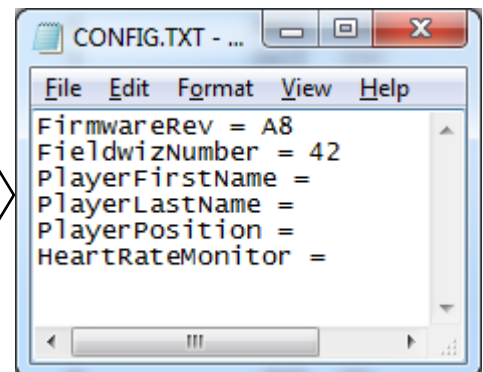 CONFIG.TXT - ...
File Edit Format View Help
FirmwareRev = A8
FieldwizNumber = 42
PlayerFirstName =
PlayerLastName =
PlayerPosition =
HeartRateMonitor =